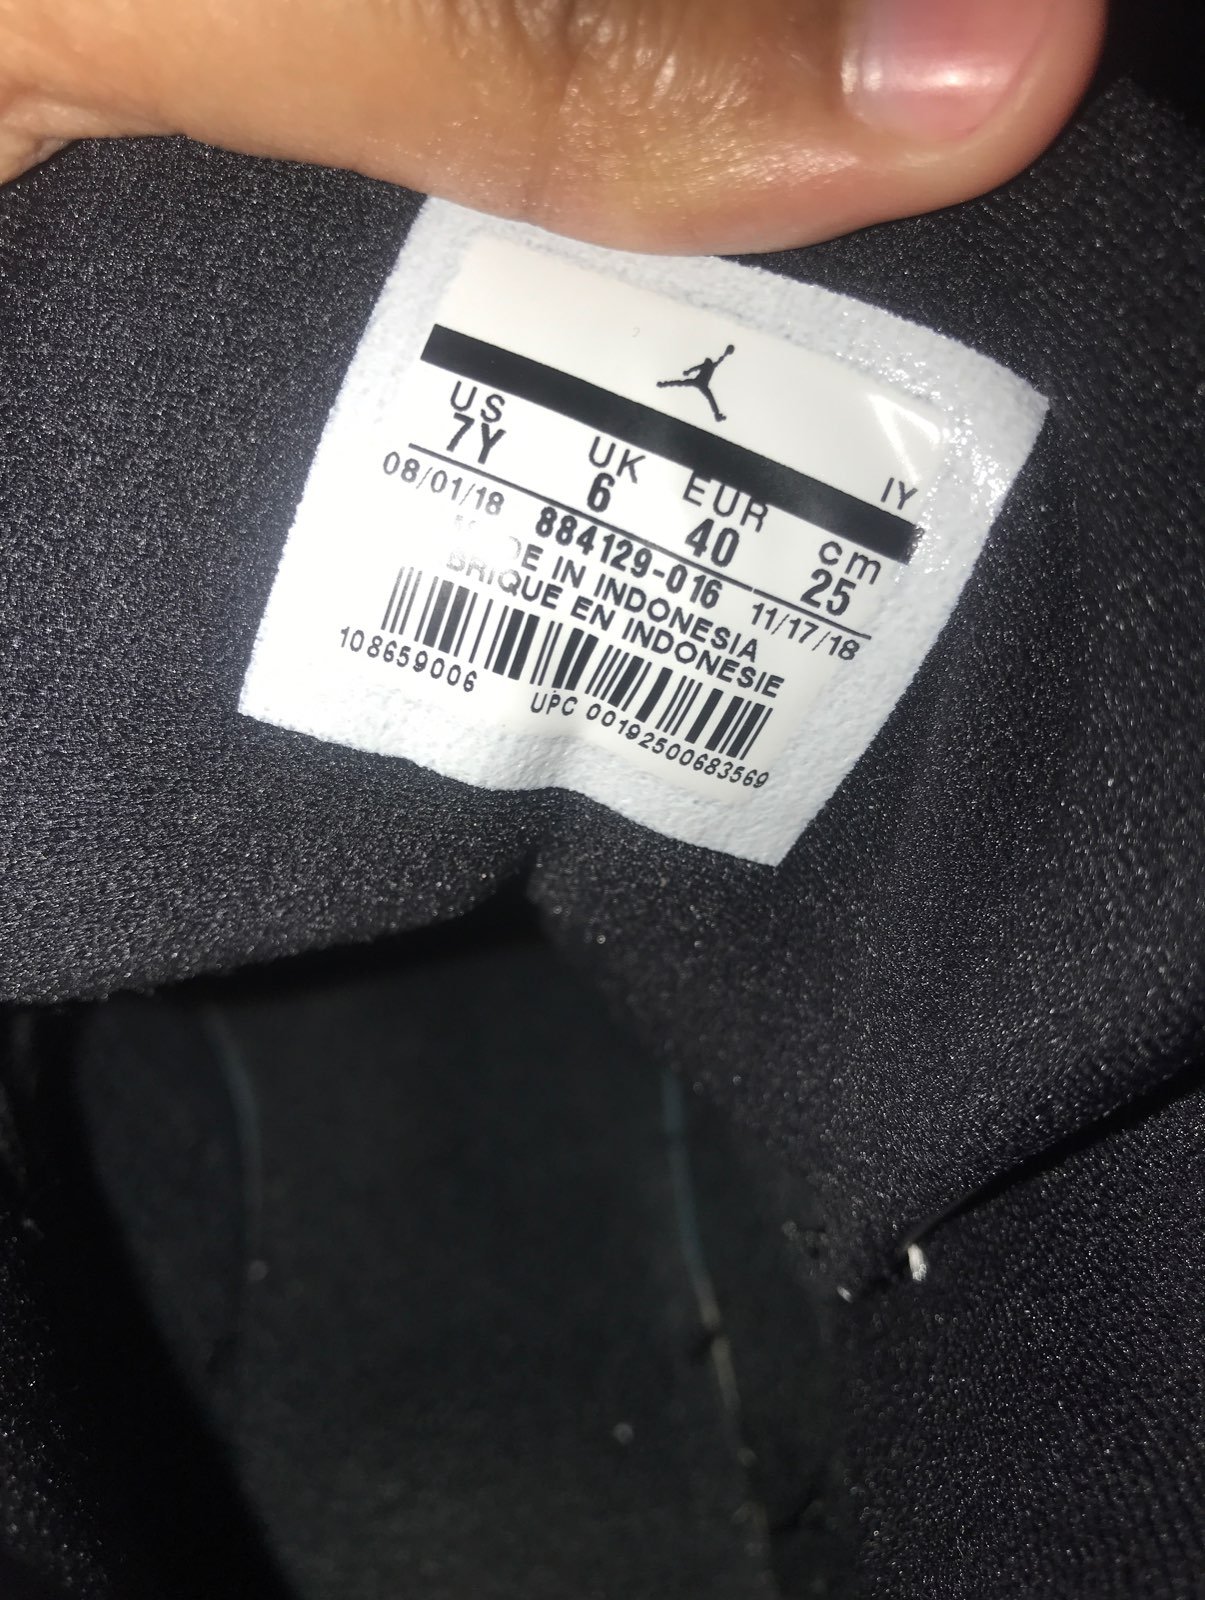 IY
US UK EUR cm
7Y 6 40 25
08/01/18 884129-016 11/17/18
DE IN INDONESIA
BRIQUE EN INDONESIE
108659006
UPC 00192500683569